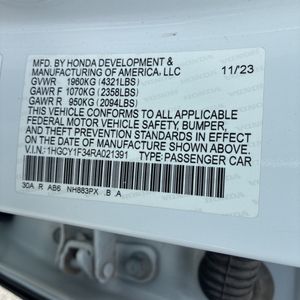 MFD. BY HONDA DEVELOPMENT & 11/23
MANUFACTURING OF AMERICA, LLC
GVWR 1960KG (4321LBS)
GAWR F 1070KG (2358LBS)
GAWR R 950KG (2094LBS)
THIS VEHICLE CONFORMS TO ALL APPLICABLE
FEDERAL MOTOR VEHICLE SAFETY, BUMPER,
AND THEFT PREVENTION STANDARDS IN EFFECT
ON THE DATE OF MANUFACTURE SHOWN ABOVE.
V.I.N.: 1HGCY1F34RA021391 TYPE: PASSENGER CAR
30A R AB6 NH883PX B A